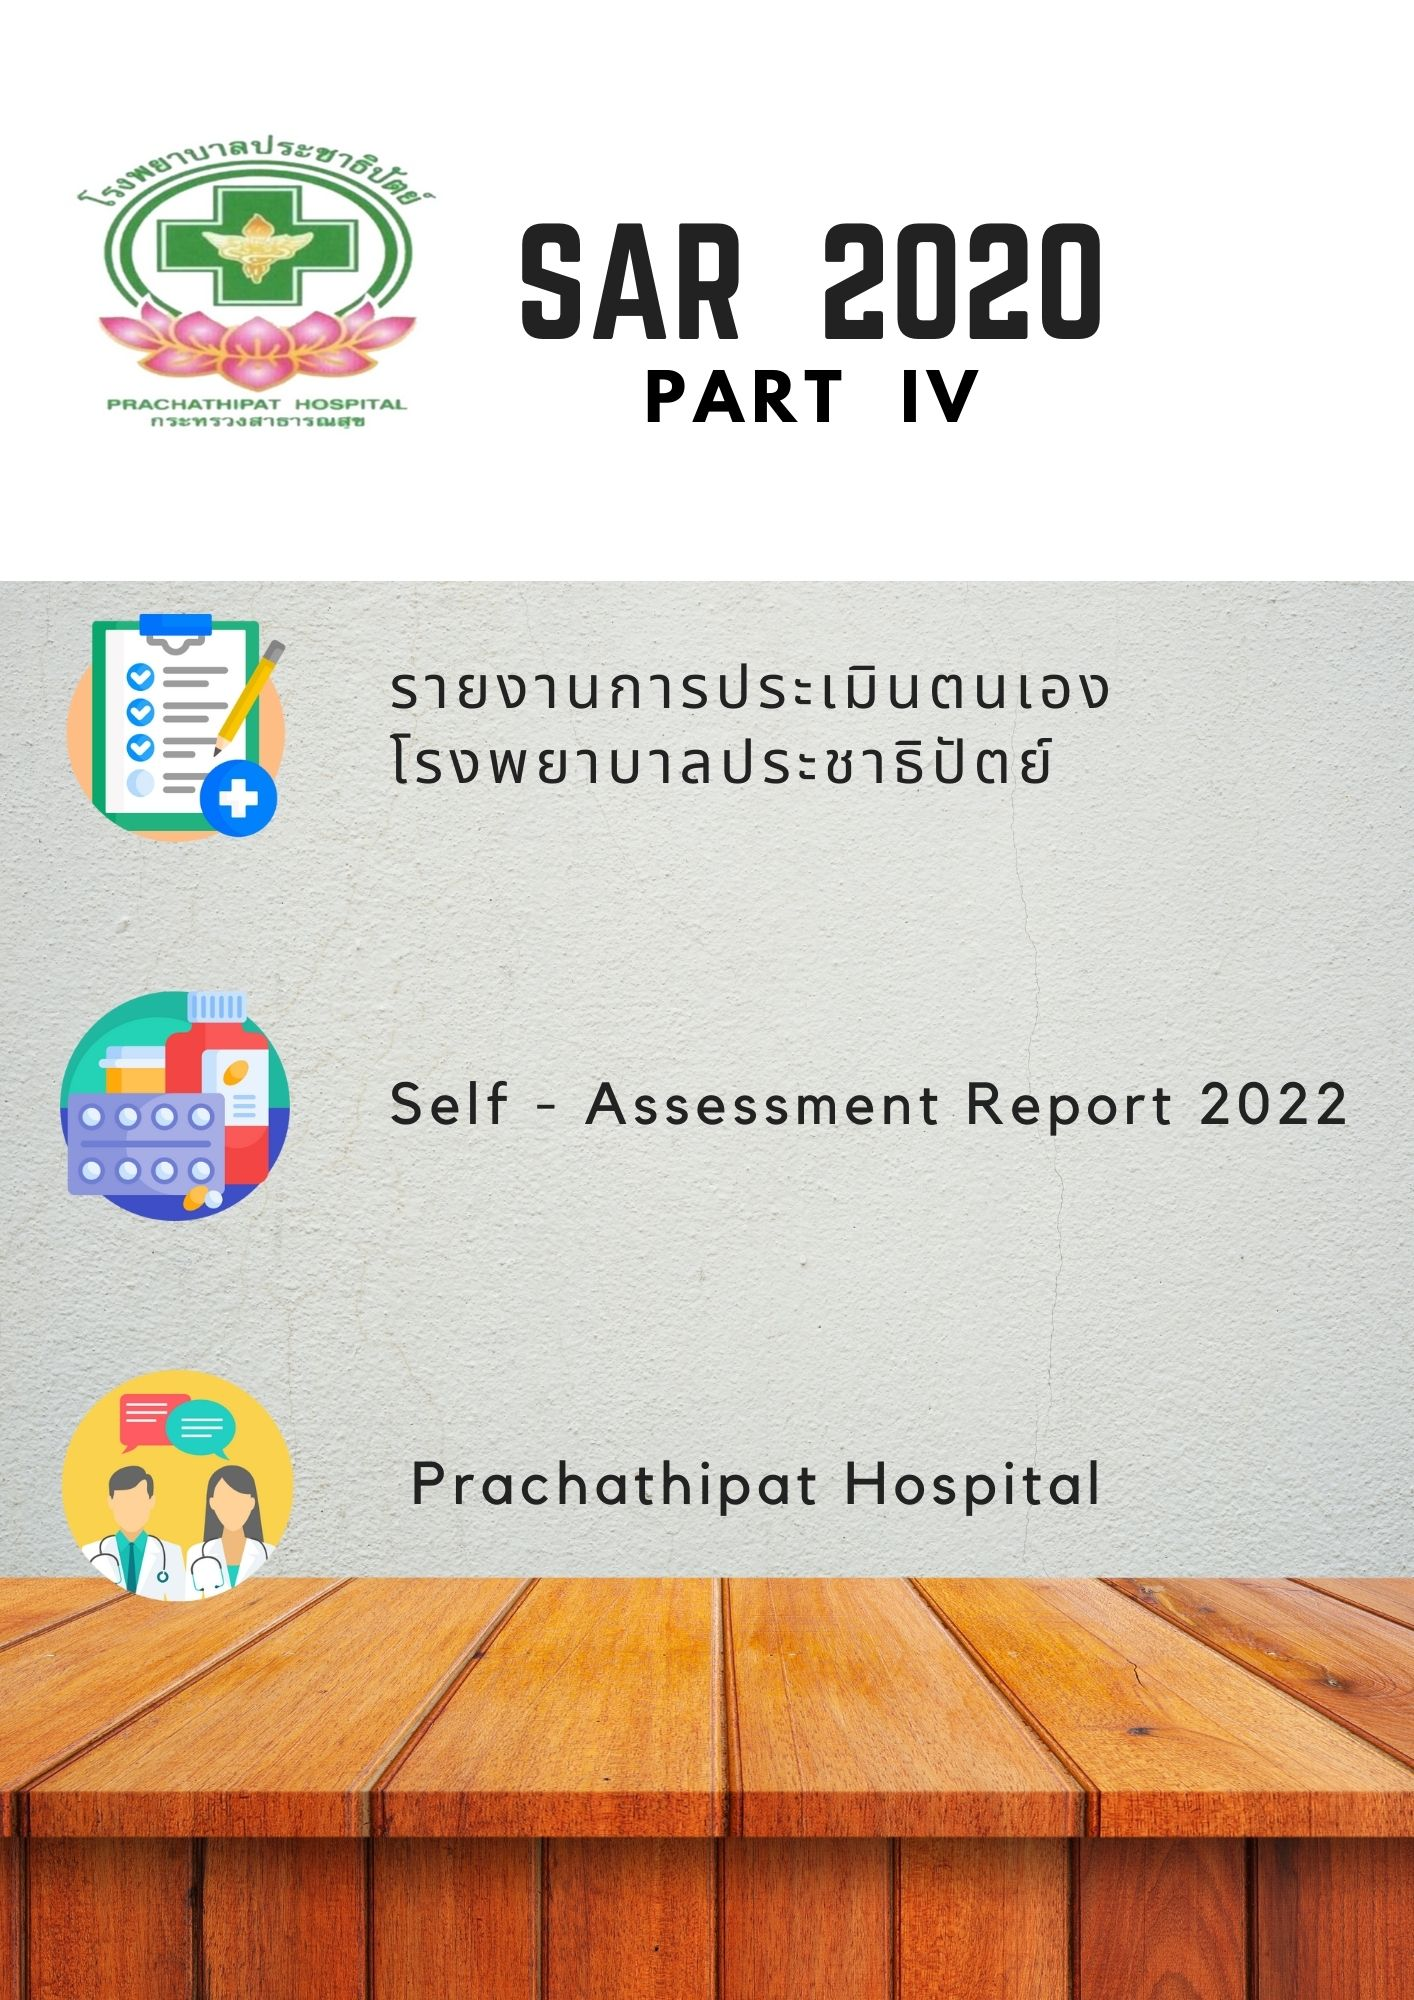 โรงพยาบาลประชาธิปัตย์
PRACHATHIPAT HOSPITAL
กระทรวงสาธารณสุข
SAR 2020
PART IV
รายงานการประเมินตนเอง
โรงพยาบาลประชาธิปัตย์
Self - Assessment Report 2022
Prachathipat Hospital